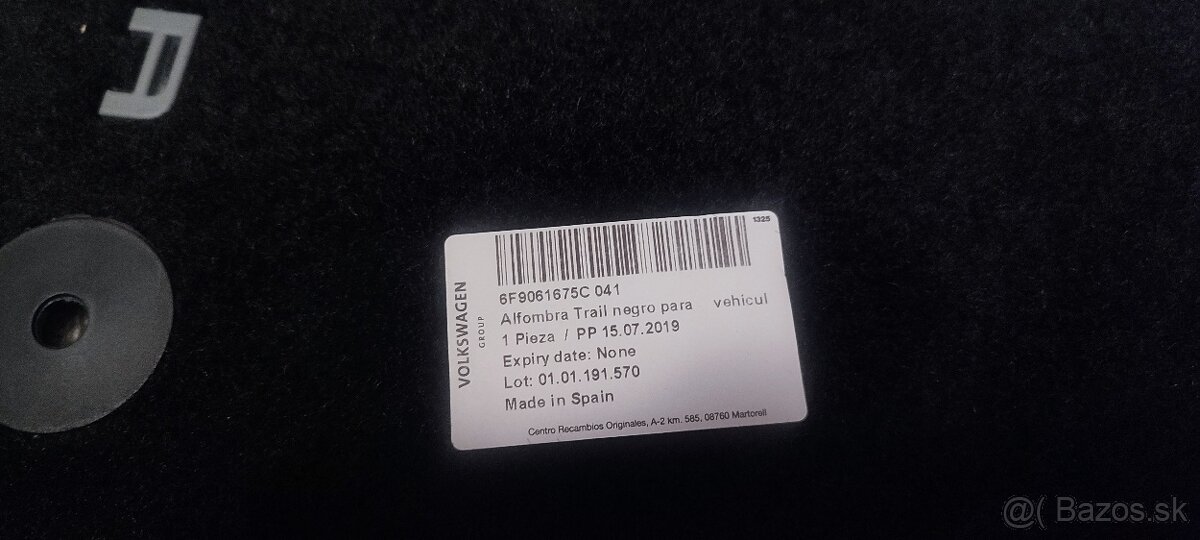 1325
VOLKSWAGEN
GROUP
6F9061675C 041
Alfombra Trail negro para vehicul
1 Pieza / PP 15.07.2019
Expiry date: None
Lot: 01.01.191.570
Made in Spain
Centro Recambios Originales, A-2 km. 585, 08760 Martorell
@( Bazos.sk